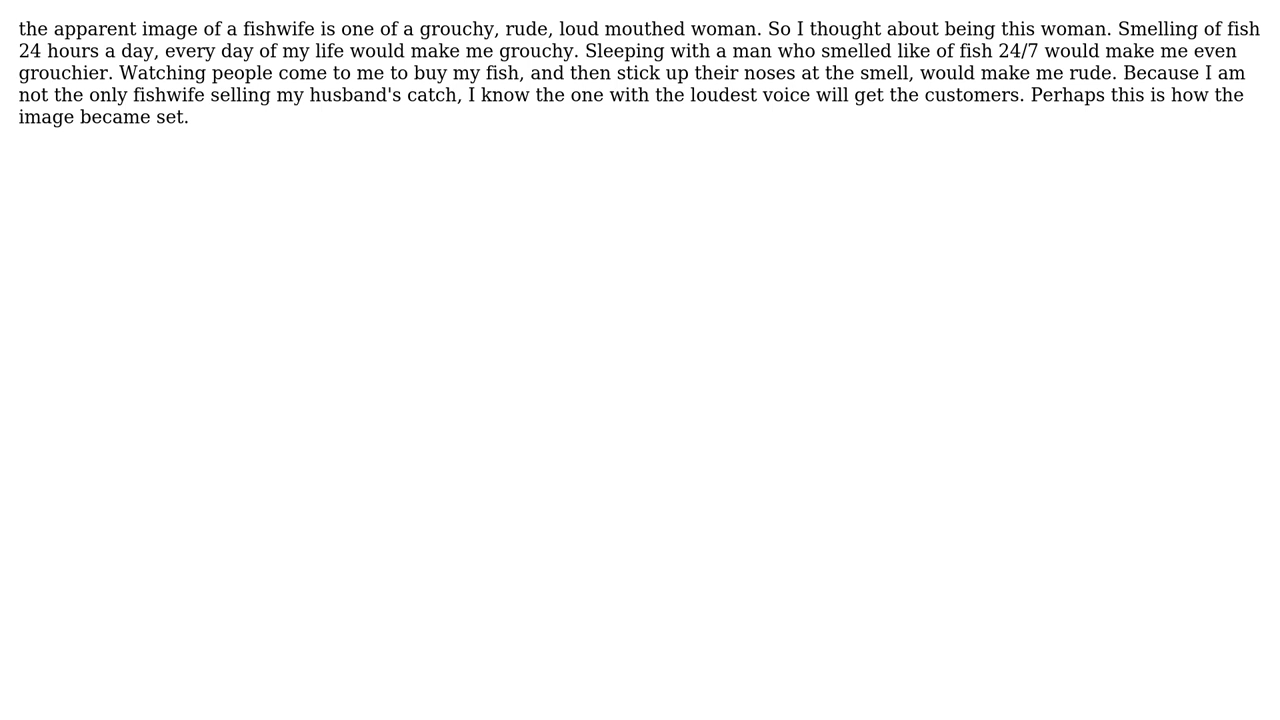 the apparent image of a fishwife is one of a grouchy, rude, loud mouthed woman. So I thought about being this woman. Smelling of fish
24 hours a day, every day of my life would make me grouchy. Sleeping with a man who smelled like of fish 24/7 would make me even
grouchier. Watching people come to me to buy my fish, and then stick up their noses at the smell, would make me rude. Because I am
not the only fishwife selling my husband's catch, I know the one with the loudest voice will get the customers. Perhaps this is how the
image became set.